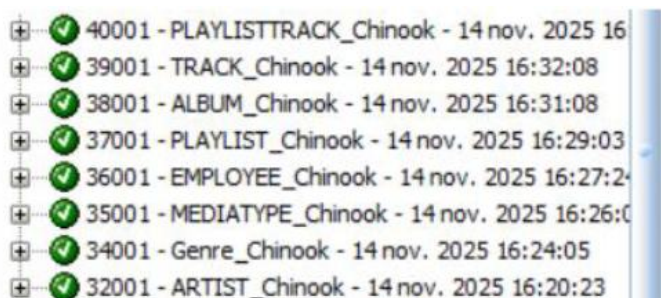 40001 - PLAYLISTTRACK_Chinook - 14 nov. 2025 16
39001 - TRACK_Chinook - 14 nov. 2025 16:32:08
38001 - ALBUM_Chinook - 14 nov. 2025 16:31:08
37001 - PLAYLIST_Chinook - 14 nov. 2025 16:29:03
36001 - EMPLOYEE_Chinook - 14 nov. 2025 16:27:2
35001 - MEDIATYPE_Chinook - 14 nov. 2025 16:26:
34001 - Genre_Chinook - 14 nov. 2025 16:24:05
32001 - ARTIST_Chinook - 14 nov. 2025 16:20:23